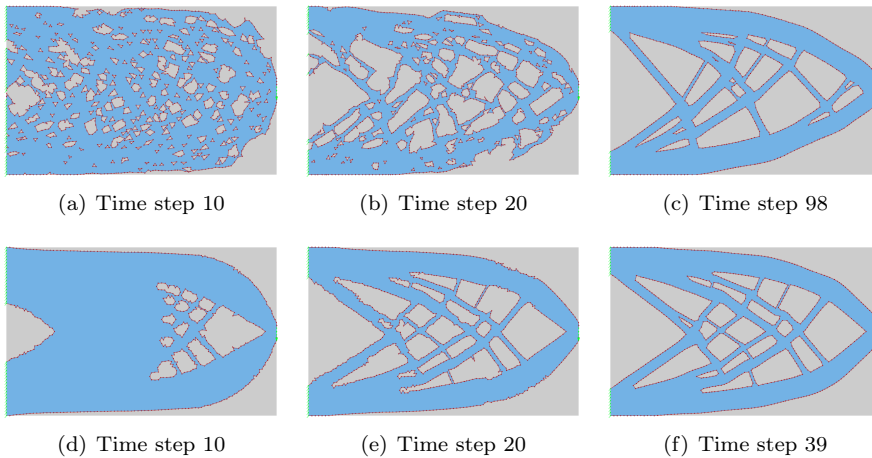 (a) Time step 10
(b) Time step 20
(c) Time step 98
(d) Time step 10
(e) Time step 20
(f) Time step 39